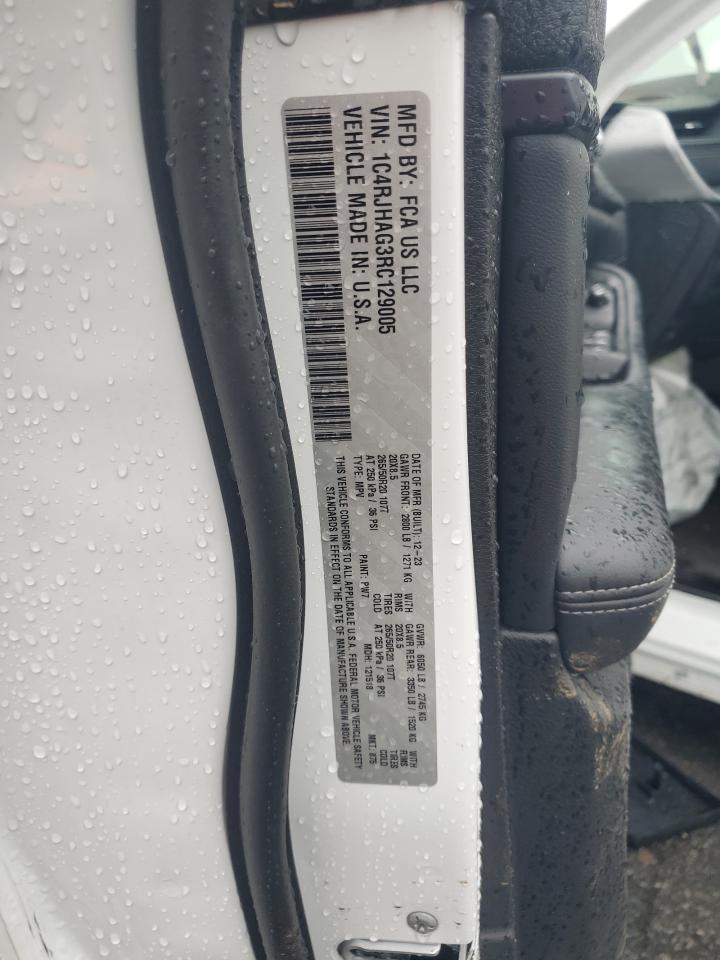 MFD BY: FCA US LLC
VIN: 1C4RJHAG3RC129005
VEHICLE MADE IN: U.S.A.
DATE OF MFR (BUILT): 12-23 GVWR: 6050 LB / 2745 KG
GAWR FRONT: 2800 LB / 1271 KG WITH GAWR REAR: 3350 LB / 1520 KG WITH
20X8.5 RIMS 20X8.5 RIMS
265/50R20 107T TIRES 265/50R20 107T TIRES
AT 250 kPa / 36 PSI COLD AT 250 kPa / 36 PSI COLD
TYPE: MPV PAINT: PW7 MDH: 121518 MKT: 875
THIS VEHICLE CONFORMS TO ALL APPLICABLE U.S.A. FEDERAL MOTOR VEHICLE SAFETY
STANDARDS IN EFFECT ON THE DATE OF MANUFACTURE SHOWN ABOVE.